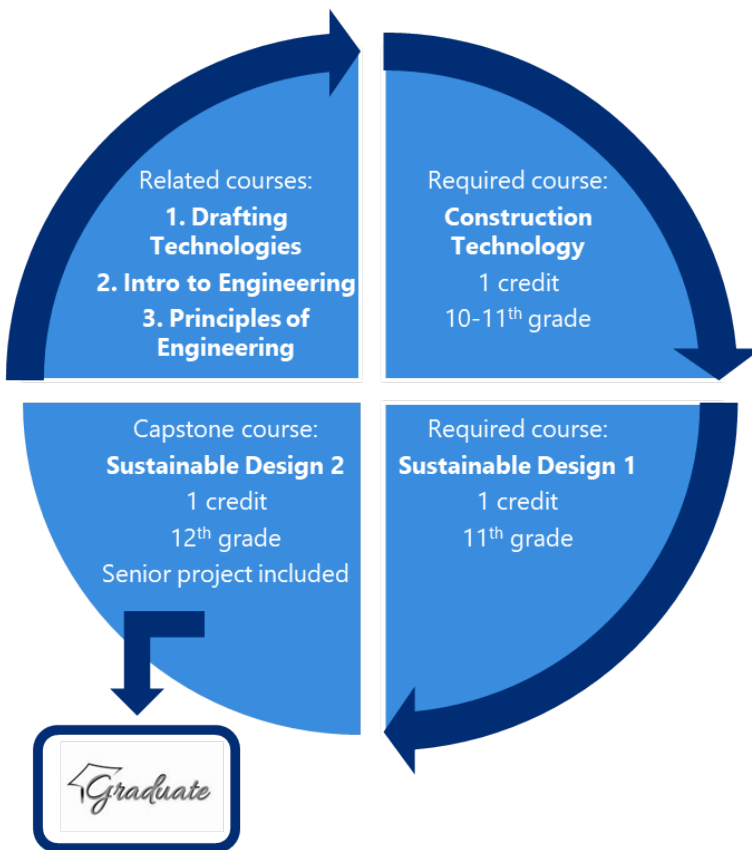 Related courses:
1. Drafting
Technologies
2. Intro to Engineering
3. Principles of
Engineering
Required course:
Construction
Technology
1 credit
10-11th grade
Required course:
Sustainable Design 1
1 credit
11th grade
Capstone course:
Sustainable Design 2
1 credit
12th grade
Senior project included
Graduate